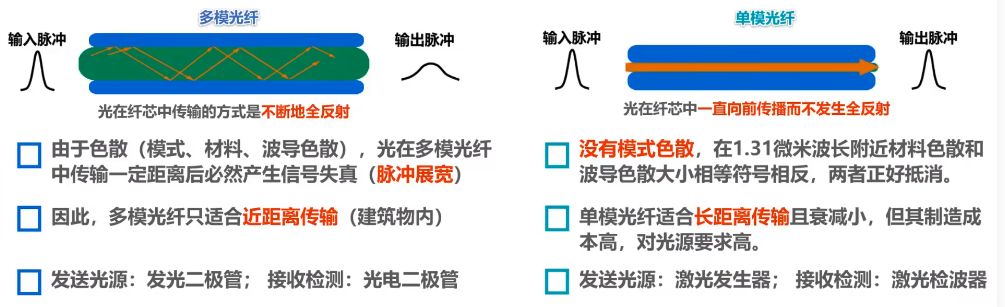 多模光纤
输入脉冲
输出脉冲
光在纤芯中传输的方式是不断地全反射
由于色散（模式、材料、波导色散），光在多模光纤
中传输一定距离后必然产生信号失真（脉冲展宽）
因此，多模光纤只适合近距离传输（建筑物内）
发送光源：发光二极管； 接收检测：光电二极管
单模光纤
输入脉冲
输出脉冲
光在纤芯中一直向前传播而不发生全反射
没有模式色散，在1.31微米波长附近材料色散和
波导色散大小相等符号相反，两者正好抵消。
单模光纤适合长距离传输且衰减小，但其制造成
本高，对光源要求高。
发送光源：激光发生器； 接收检测：激光检波器